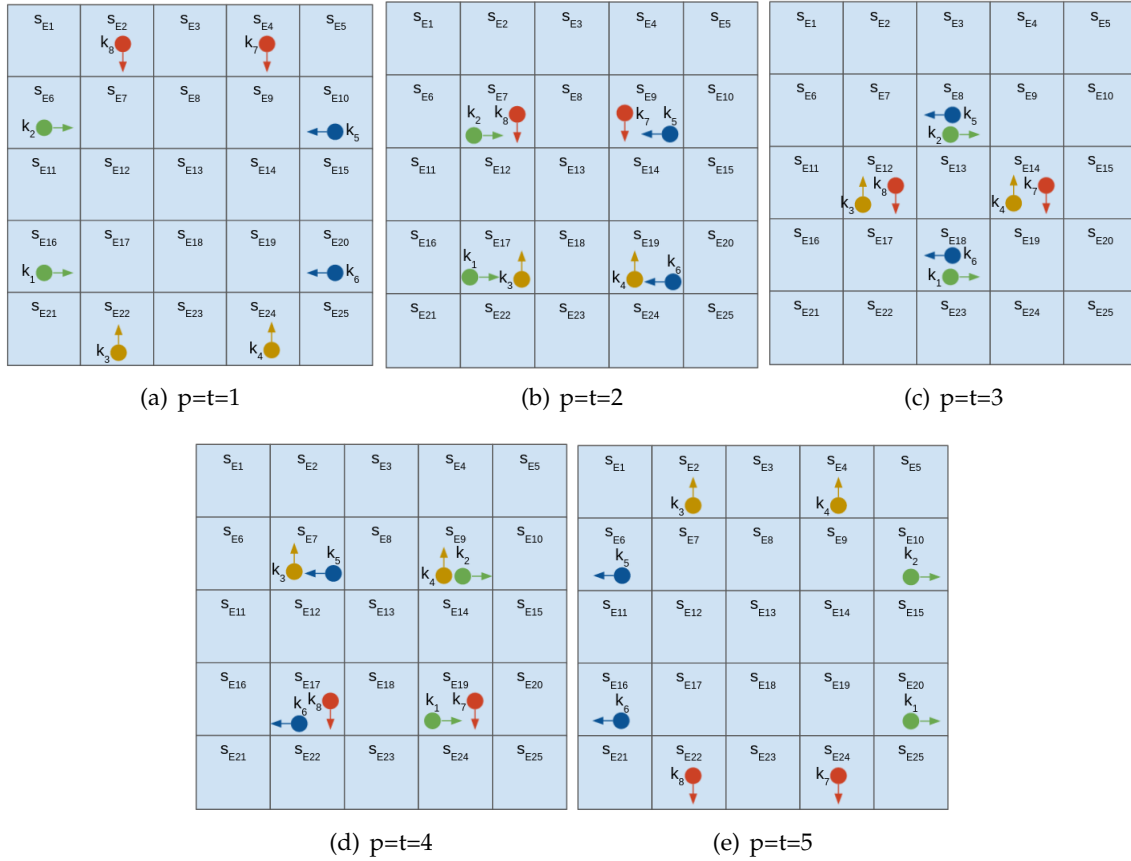 s_E1 s_E2 s_E3 s_E4 s_E5
k_8 k_7
s_E6 s_E7 s_E8 s_E9 s_E10
k_2 k_5
s_E11 s_E12 s_E13 s_E14 s_E15
s_E16 s_E17 s_E18 s_E19 s_E20
k_1 k_6
s_E21 s_E22 s_E23 s_E24 s_E25
k_3 k_4
(a) p=t=1
s_E1 s_E2 s_E3 s_E4 s_E5
s_E6 s_E7 s_E8 s_E9 s_E10
k_2 k_8 k_7 k_5
s_E11 s_E12 s_E13 s_E14 s_E15
s_E16 s_E17 s_E18 s_E19 s_E20
k_1 k_3 k_4 k_6
s_E21 s_E22 s_E23 s_E24 s_E25
(b) p=t=2
s_E1 s_E2 s_E3 s_E4 s_E5
s_E6 s_E7 s_E8 s_E9 s_E10
k_5
k_2
s_E11 s_E12 s_E13 s_E14 s_E15
k_3 k_8 k_4 k_7
s_E16 s_E17 s_E18 s_E19 s_E20
k_6
k_1
s_E21 s_E22 s_E23 s_E24 s_E25
(c) p=t=3
s_E1 s_E2 s_E3 s_E4 s_E5
s_E6 s_E7 s_E8 s_E9 s_E10
k_3 k_5 k_4 k_2
s_E11 s_E12 s_E13 s_E14 s_E15
s_E16 s_E17 s_E18 s_E19 s_E20
k_6 k_8 k_1 k_7
s_E21 s_E22 s_E23 s_E24 s_E25
(d) p=t=4
s_E1 s_E2 s_E3 s_E4 s_E5
k_3 k_4
s_E6 s_E7 s_E8 s_E9 s_E10
k_5 k_2
s_E11 s_E12 s_E13 s_E14 s_E15
s_E16 s_E17 s_E18 s_E19 s_E20
k_6 k_1
s_E21 s_E22 s_E23 s_E24 s_E25
k_8 k_7
(e) p=t=5